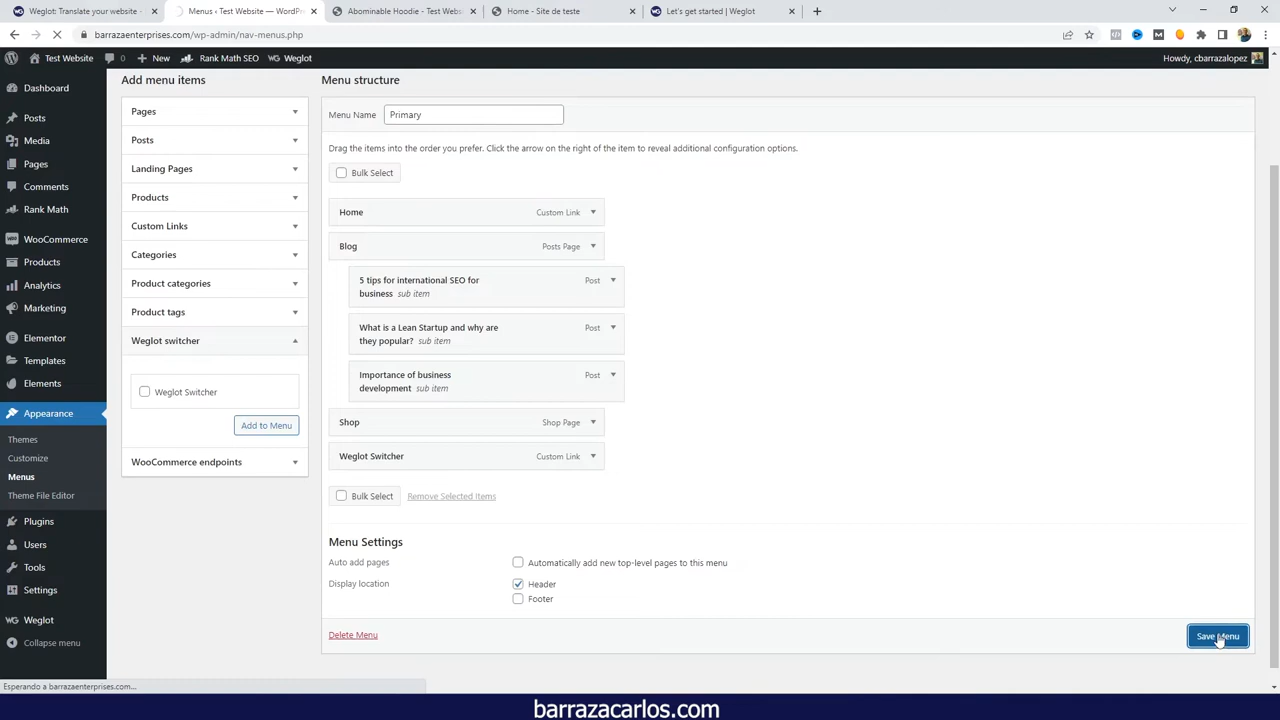 Weglot: Translate your website -
Menus ‹ Test Website — WordPr
Abominable Hoodie - Test Webs
Home - Site de teste
Let's get started | Weglot
barrazaenterprises.com/wp-admin/nav-menus.php
Test Website 0 New Rank Math SEO WG Weglot Howdy, cbarrazalopez
Dashboard
Posts
Media
Pages
Comments
Rank Math
WooCommerce
Products
Analytics
Marketing
Elementor
Templates
Elements
Appearance
Themes
Customize
Menus
Theme File Editor
Plugins
Users
Tools
Settings
WG Weglot
Collapse menu
Add menu items
Pages
Posts
Landing Pages
Products
Custom Links
Categories
Product categories
Product tags
Weglot switcher
Weglot Switcher
Add to Menu
WooCommerce endpoints
Menu structure
Menu Name Primary
Drag the items into the order you prefer. Click the arrow on the right of the item to reveal additional configuration options.
Bulk Select
Home Custom Link
Blog Posts Page
5 tips for international SEO for Post
business sub item
What is a Lean Startup and why are Post
they popular? sub item
Importance of business Post
development sub item
Shop Shop Page
Weglot Switcher Custom Link
Bulk Select Remove Selected Items
Menu Settings
Auto add pages Automatically add new top-level pages to this menu
Display location Header
Footer
Delete Menu Save Menu
Esperando a barrazaenterprises.com...
barrazacarlos.com